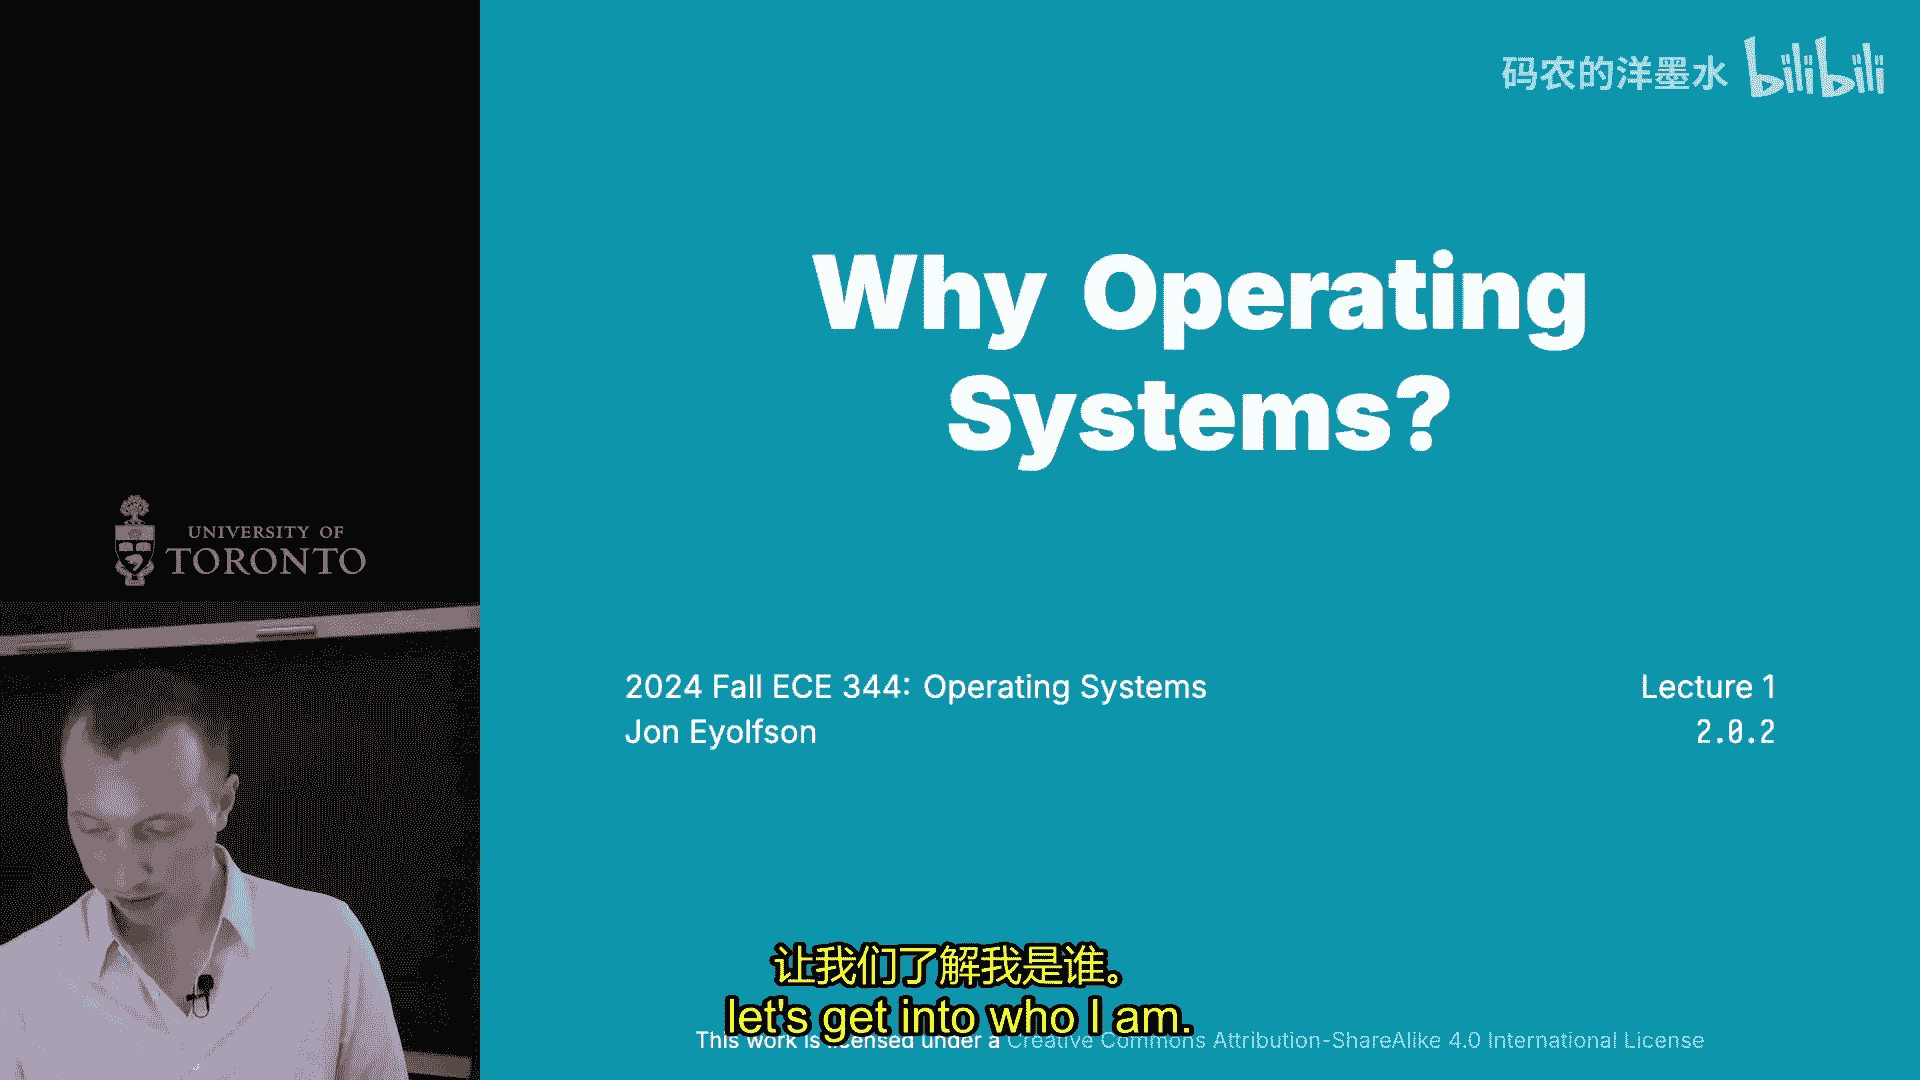 码农的洋墨水 bilibili
Why Operating
Systems?
UNIVERSITY OF
TORONTO
2024 Fall ECE 344: Operating Systems
Lecture 1
Jon Eyolfson
2.0.2
让我们了解我是谁。
let's get into who I am.
This work is licensed under a Creative Commons Attribution-ShareAlike 4.0 International License